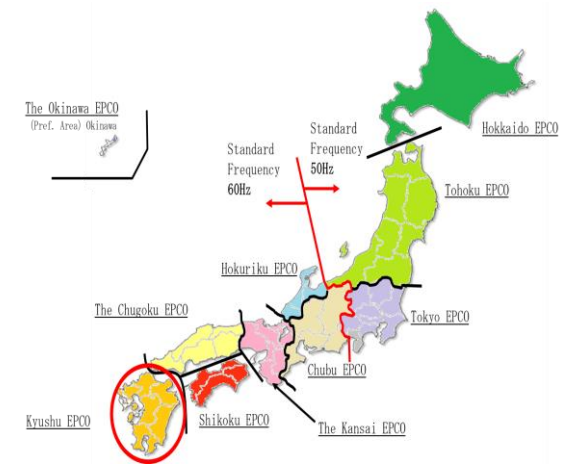 The Okinawa EPCO
(Pref. Area) Okinawa
Standard
Frequency
60Hz
Standard
Frequency
50Hz
Hokkaido EPCO
Tohoku EPCO
Hokuriku EPCO
The Chugoku EPCO
Tokyo EPCO
Chubu EPCO
Kyushu EPCO
Shikoku EPCO
The Kansai EPCO